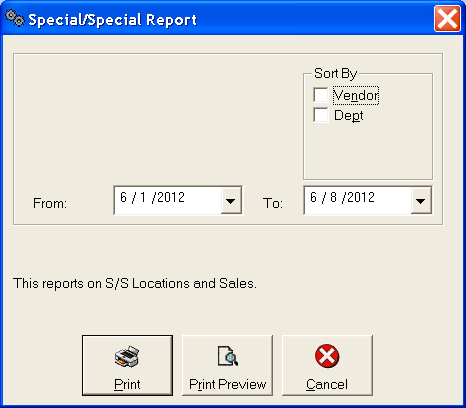 Special/Special Report
Sort By
Vendor
Dept
From: 6 / 1 /2012 To: 6 / 8 /2012
This reports on S/S Locations and Sales.
Print Print Preview Cancel